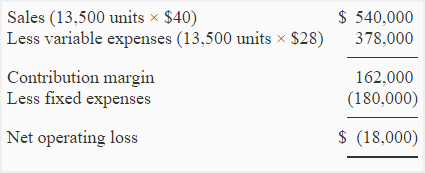 Sales (13,500 units × $40) $ 540,000
Less variable expenses (13,500 units × $28) 378,000
Contribution margin 162,000
Less fixed expenses (180,000)
Net operating loss $ (18,000)